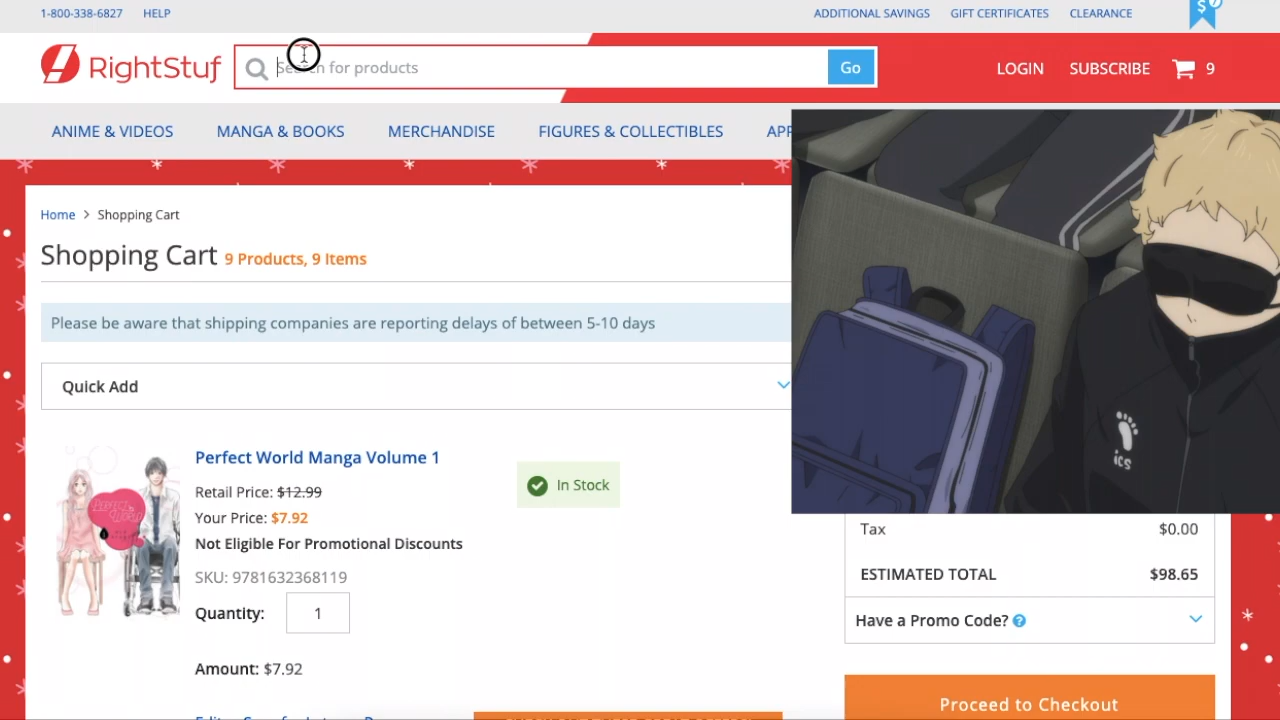 1-800-338-6827 HELP ADDITIONAL SAVINGS GIFT CERTIFICATES CLEARANCE $
RightStuf Search for products Go LOGIN SUBSCRIBE 9
ANIME & VIDEOS MANGA & BOOKS MERCHANDISE FIGURES & COLLECTIBLES APP
Home > Shopping Cart
Shopping Cart 9 Products, 9 Items
Please be aware that shipping companies are reporting delays of between 5-10 days
Quick Add
ics
Perfect World Manga Volume 1
Retail Price: $12.99
In Stock
Your Price: $7.92
Not Eligible For Promotional Discounts
SKU: 9781632368119
Quantity: 1
Amount: $7.92
Tax $0.00
ESTIMATED TOTAL $98.65
Have a Promo Code? ?
Proceed to Checkout